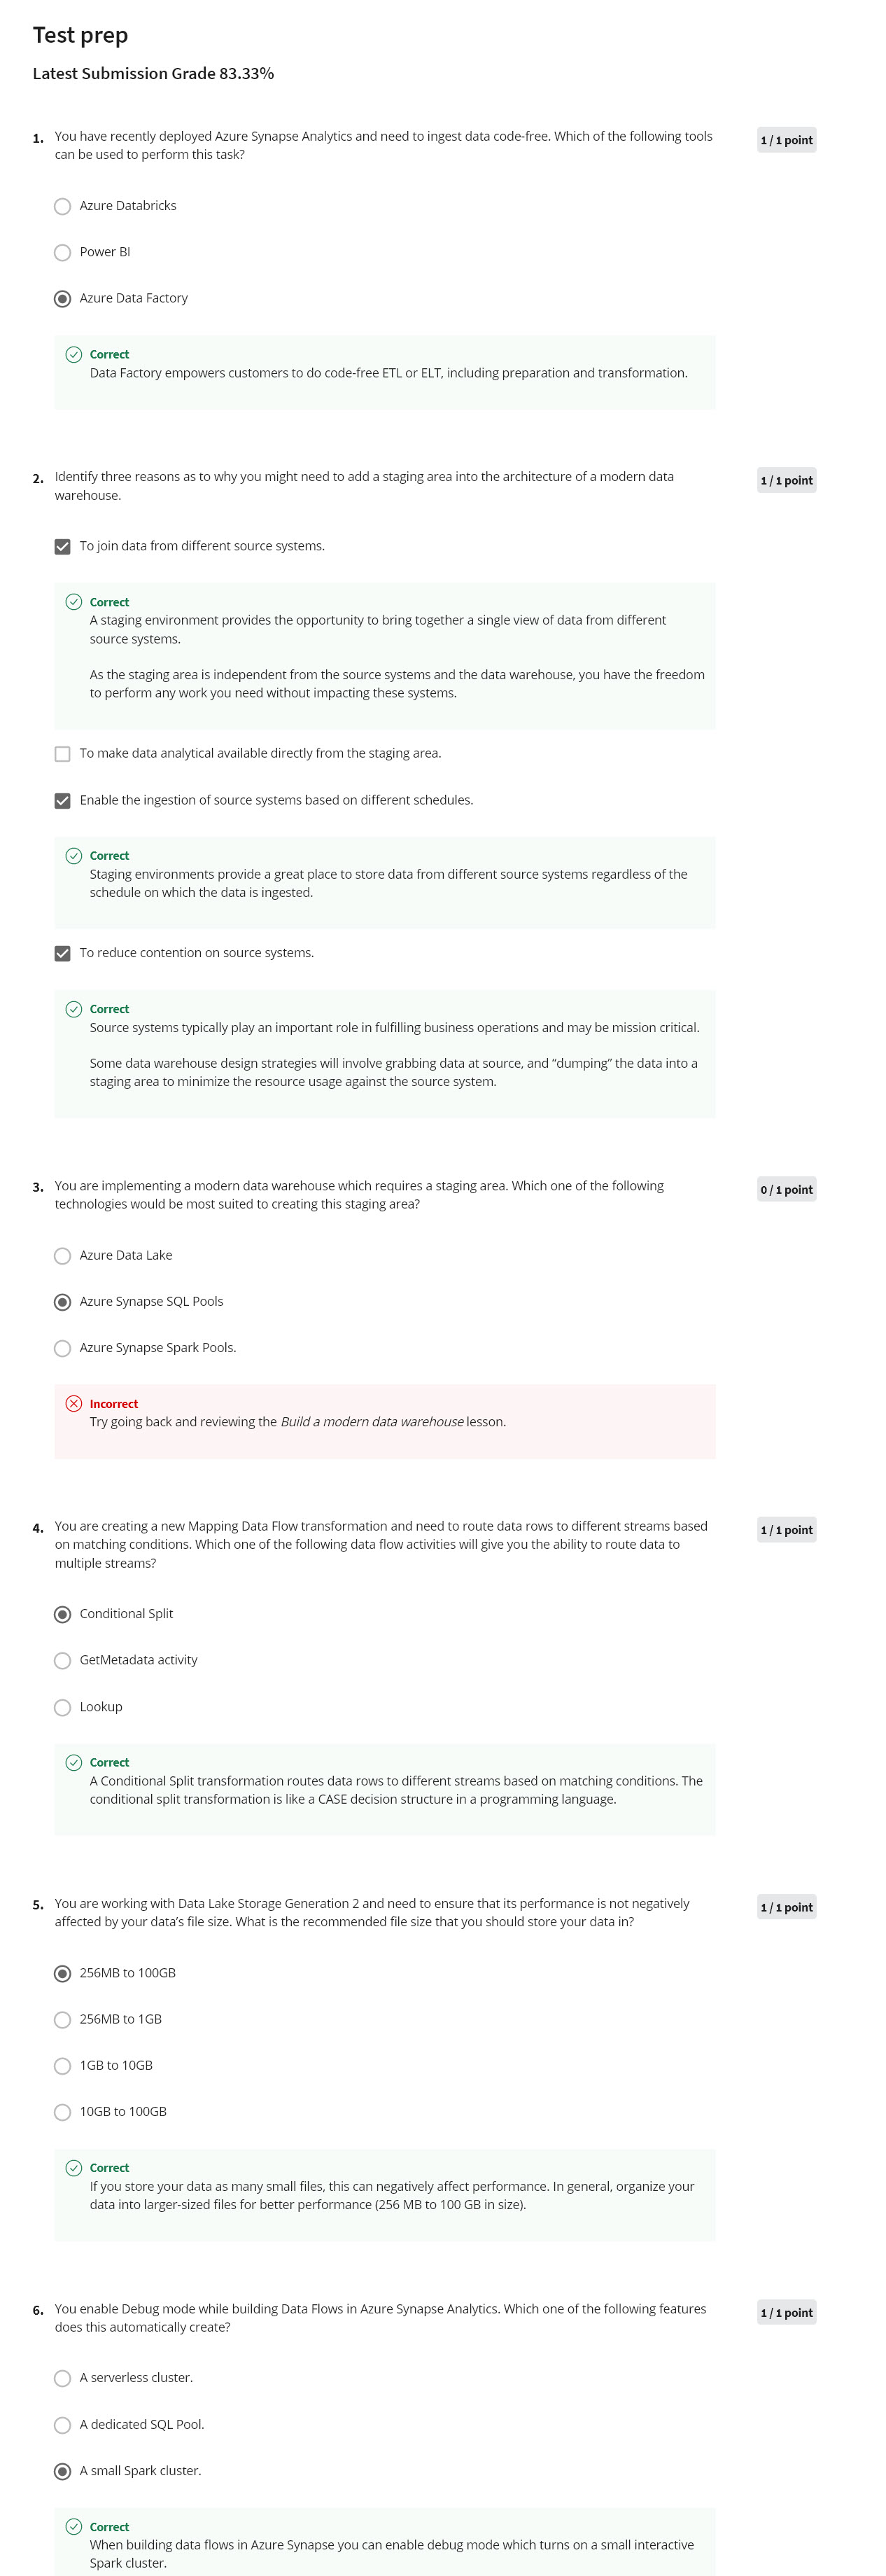 Test prep
Latest Submission Grade 83.33%
1. You have recently deployed Azure Synapse Analytics and need to ingest data code-free. Which of the following tools
can be used to perform this task?
1 / 1 point
Azure Databricks
Power BI
Azure Data Factory
Correct
Data Factory empowers customers to do code-free ETL or ELT, including preparation and transformation.
2. Identify three reasons as to why you might need to add a staging area into the architecture of a modern data
warehouse.
1 / 1 point
To join data from different source systems.
Correct
A staging environment provides the opportunity to bring together a single view of data from different
source systems.
As the staging area is independent from the source systems and the data warehouse, you have the freedom
to perform any work you need without impacting these systems.
To make data analytical available directly from the staging area.
Enable the ingestion of source systems based on different schedules.
Correct
Staging environments provide a great place to store data from different source systems regardless of the
schedule on which the data is ingested.
To reduce contention on source systems.
Correct
Source systems typically play an important role in fulfilling business operations and may be mission critical.
Some data warehouse design strategies will involve grabbing data at source, and “dumping” the data into a
staging area to minimize the resource usage against the source system.
3. You are implementing a modern data warehouse which requires a staging area. Which one of the following
technologies would be most suited to creating this staging area?
0 / 1 point
Azure Data Lake
Azure Synapse SQL Pools
Azure Synapse Spark Pools.
Incorrect
Try going back and reviewing the Build a modern data warehouse lesson.
4. You are creating a new Mapping Data Flow transformation and need to route data rows to different streams based
on matching conditions. Which one of the following data flow activities will give you the ability to route data to
multiple streams?
1 / 1 point
Conditional Split
GetMetadata activity
Lookup
Correct
A Conditional Split transformation routes data rows to different streams based on matching conditions. The
conditional split transformation is like a CASE decision structure in a programming language.
5. You are working with Data Lake Storage Generation 2 and need to ensure that its performance is not negatively
affected by your data’s file size. What is the recommended file size that you should store your data in?
1 / 1 point
256MB to 100GB
256MB to 1GB
1GB to 10GB
10GB to 100GB
Correct
If you store your data as many small files, this can negatively affect performance. In general, organize your
data into larger-sized files for better performance (256 MB to 100 GB in size).
6. You enable Debug mode while building Data Flows in Azure Synapse Analytics. Which one of the following features
does this automatically create?
1 / 1 point
A serverless cluster.
A dedicated SQL Pool.
A small Spark cluster.
Correct
When building data flows in Azure Synapse you can enable debug mode which turns on a small interactive
Spark cluster.